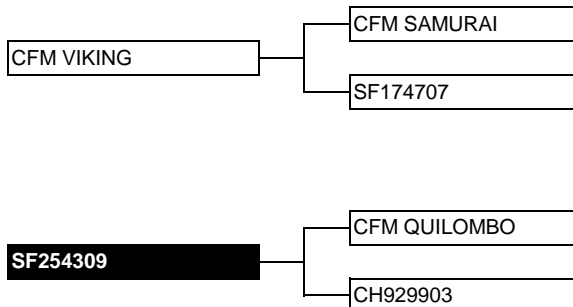 CFM SAMURAI
CFM VIKING
SF174707
CFM QUILOMBO
SF254309
CH929903